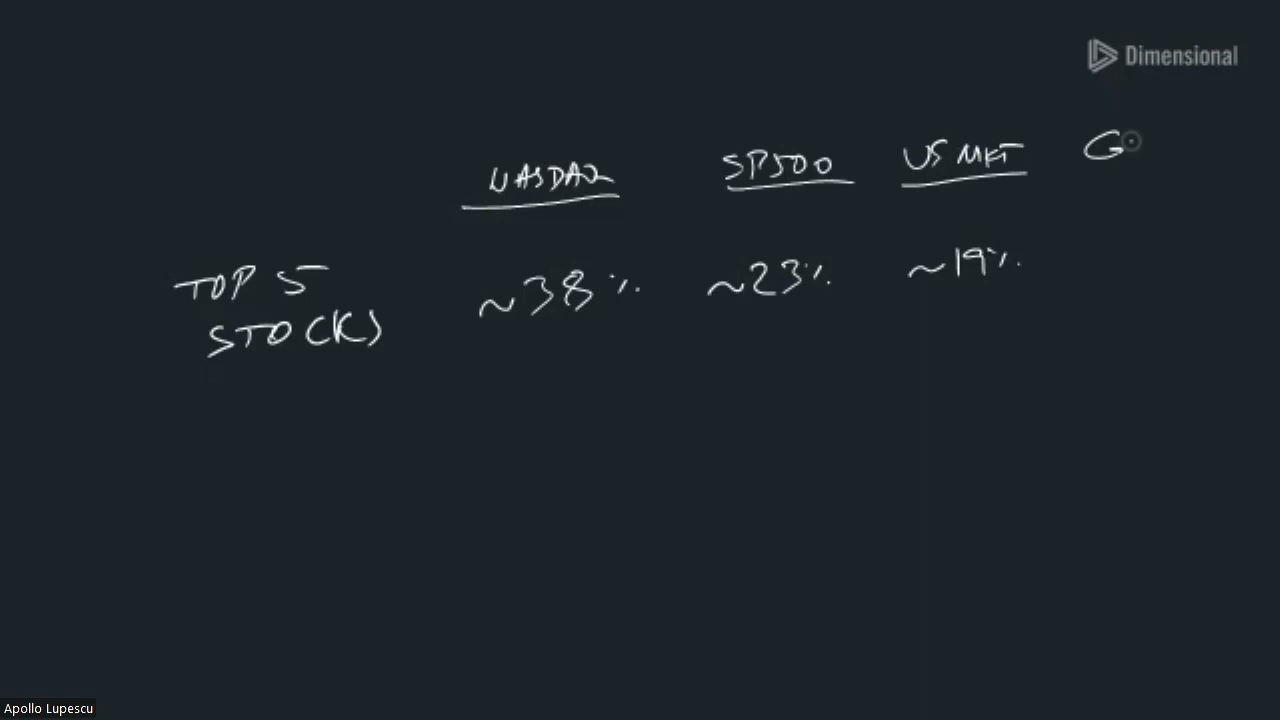 Dimensional
NASDAQ SP500 US MKT G
TOP 5 ~38% ~23% ~19%
STOCKS
Apollo Lupescu